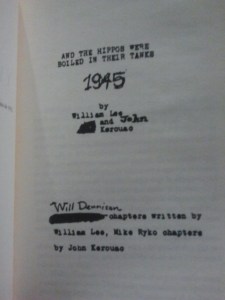 AND THE HIPPOS WERE
BOILED IN THEIR TANKS
1945
by
William Lee
and John
Kerouac
Will Dennison
chapters written by
William Lee, Mike Ryko chapters
by John Kerouac